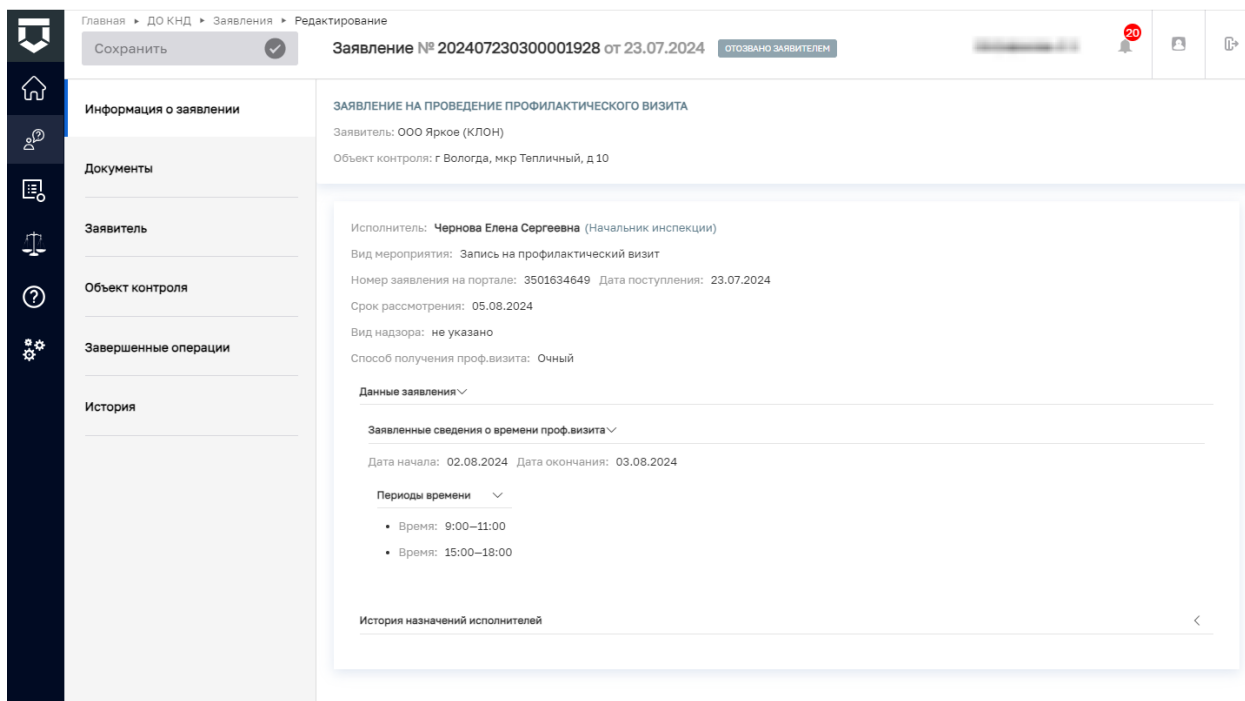 Главная ▸ ДО КНД ▸ Заявления ▸ Редактирование
Сохранить
Заявление № 202407230300001928 от 23.07.2024 ОТОЗВАНО ЗАЯВИТЕЛЕМ
20
Информация о заявлении
Документы
Заявитель
Объект контроля
Завершенные операции
История
ЗАЯВЛЕНИЕ НА ПРОВЕДЕНИЕ ПРОФИЛАКТИЧЕСКОГО ВИЗИТА
Заявитель: ООО Яркое (КЛОН)
Объект контроля: г Вологда, мкр Тепличный, д 10
Исполнитель: Чернова Елена Сергеевна (Начальник инспекции)
Вид мероприятия: Запись на профилактический визит
Номер заявления на портале: 3501634649 Дата поступления: 23.07.2024
Срок рассмотрения: 05.08.2024
Вид надзора: не указано
Способ получения проф.визита: Очный
Данные заявления
Заявленные сведения о времени проф.визита
Дата начала: 02.08.2024 Дата окончания: 03.08.2024
Периоды времени
• Время: 9:00—11:00
• Время: 15:00—18:00
История назначений исполнителей